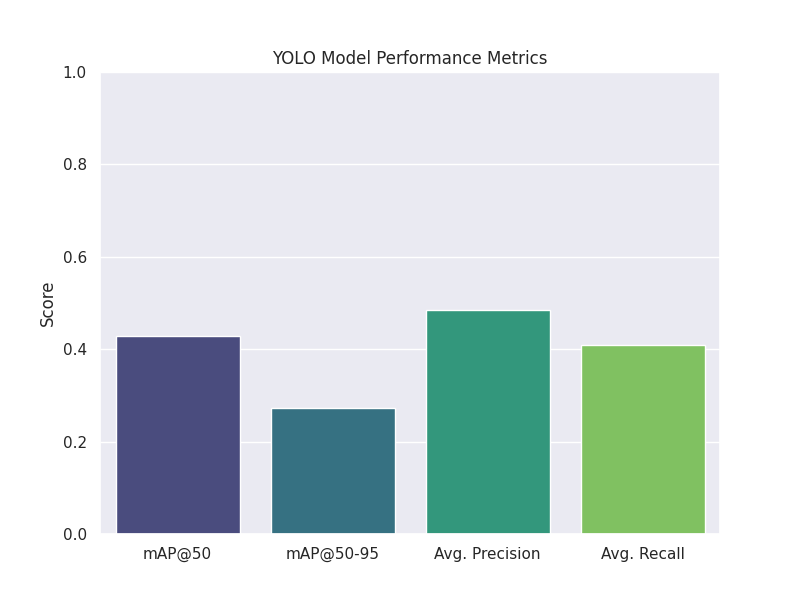 YOLO Model Performance Metrics
1.0
0.8
0.6
0.4
0.2
0.0
Score
mAP@50
mAP@50-95
Avg. Precision
Avg. Recall